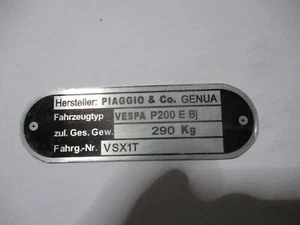 Hersteller: PIAGGIO & Co. GENUA
Fahrzeugtyp VESPA P200 E Bj
zul. Ges. Gew. 290 Kg
Fahrg.-Nr. VSX1T